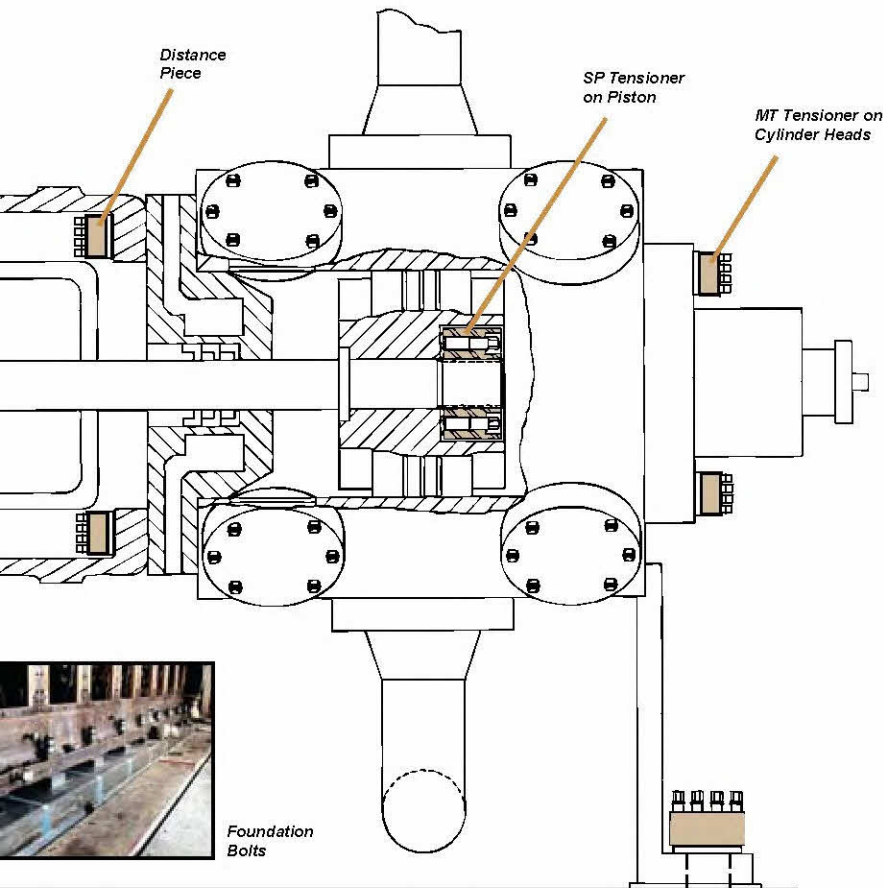 Distance
Piece
SP Tensioner
on Piston
MT Tensioner on
Cylinder Heads
Foundation
Bolts